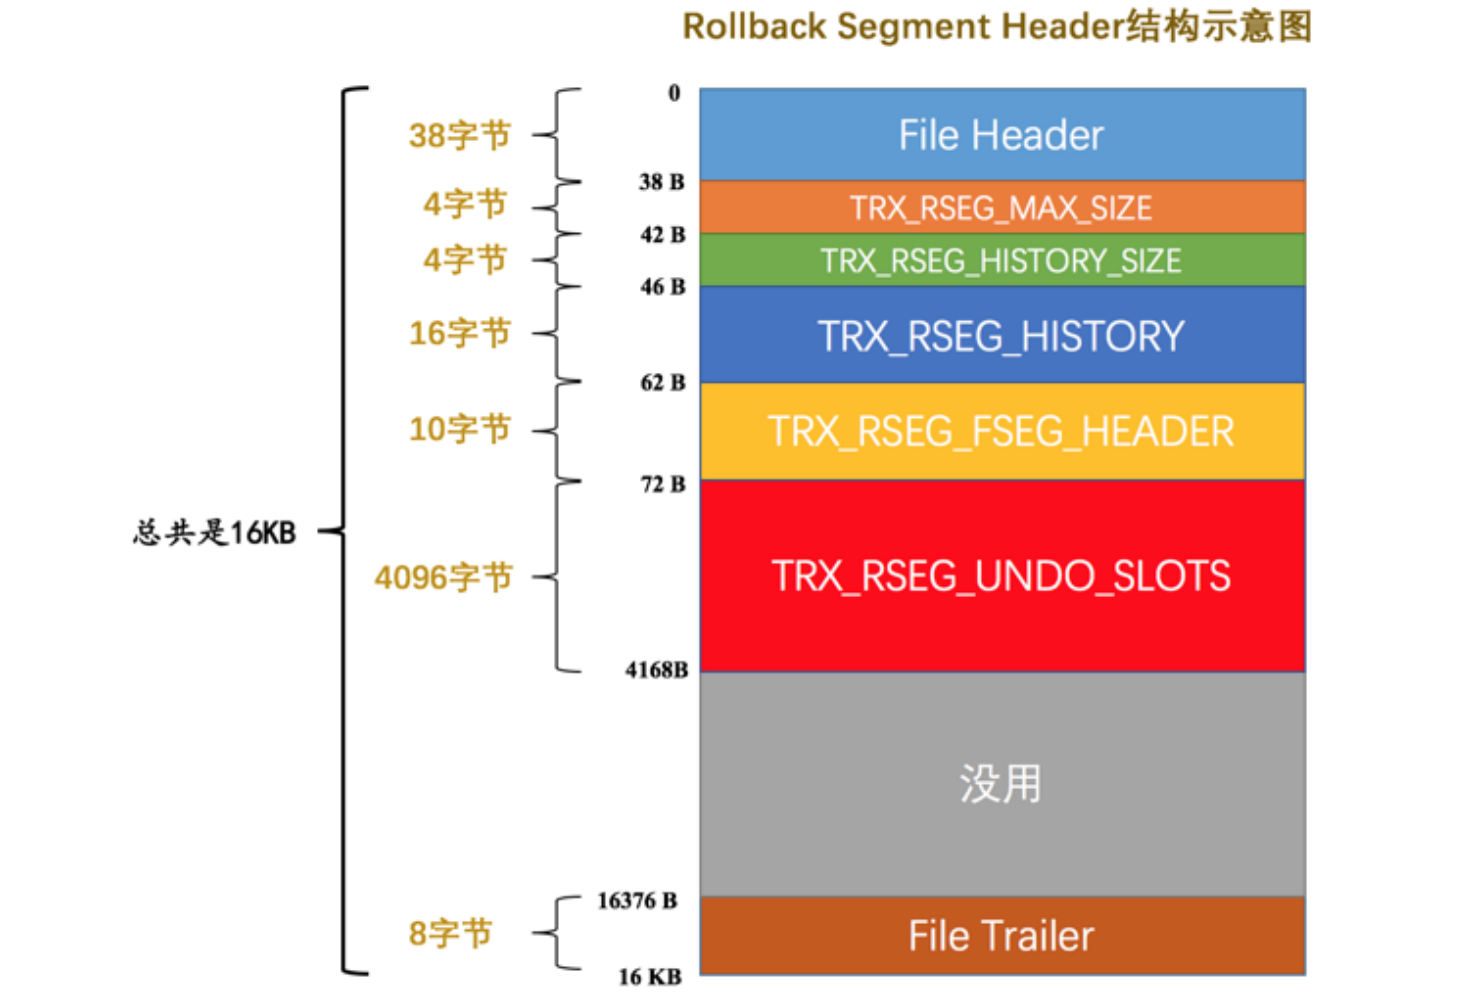 Rollback Segment Header结构示意图
0
File Header
38字节
38 B
4字节
TRX_RSEG_MAX_SIZE
42 B
4字节
TRX_RSEG_HISTORY_SIZE
46 B
16字节
TRX_RSEG_HISTORY
62 B
10字节
TRX_RSEG_FSEG_HEADER
72 B
总共是16KB
4096字节
TRX_RSEG_UNDO_SLOTS
4168B
没用
16376 B
8字节
File Trailer
16 KB